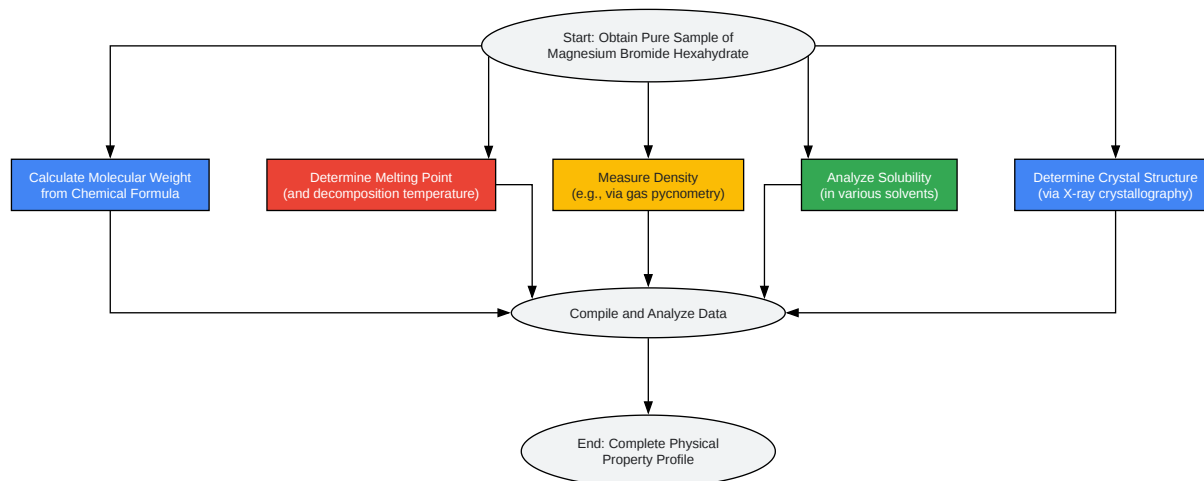 Start: Obtain Pure Sample of
Magnesium Bromide Hexahydrate
Calculate Molecular Weight
from Chemical Formula
Determine Melting Point
(and decomposition temperature)
Measure Density
(e.g., via gas pycnometry)
Analyze Solubility
(in various solvents)
Determine Crystal Structure
(via X-ray crystallography)
Compile and Analyze Data
End: Complete Physical
Property Profile